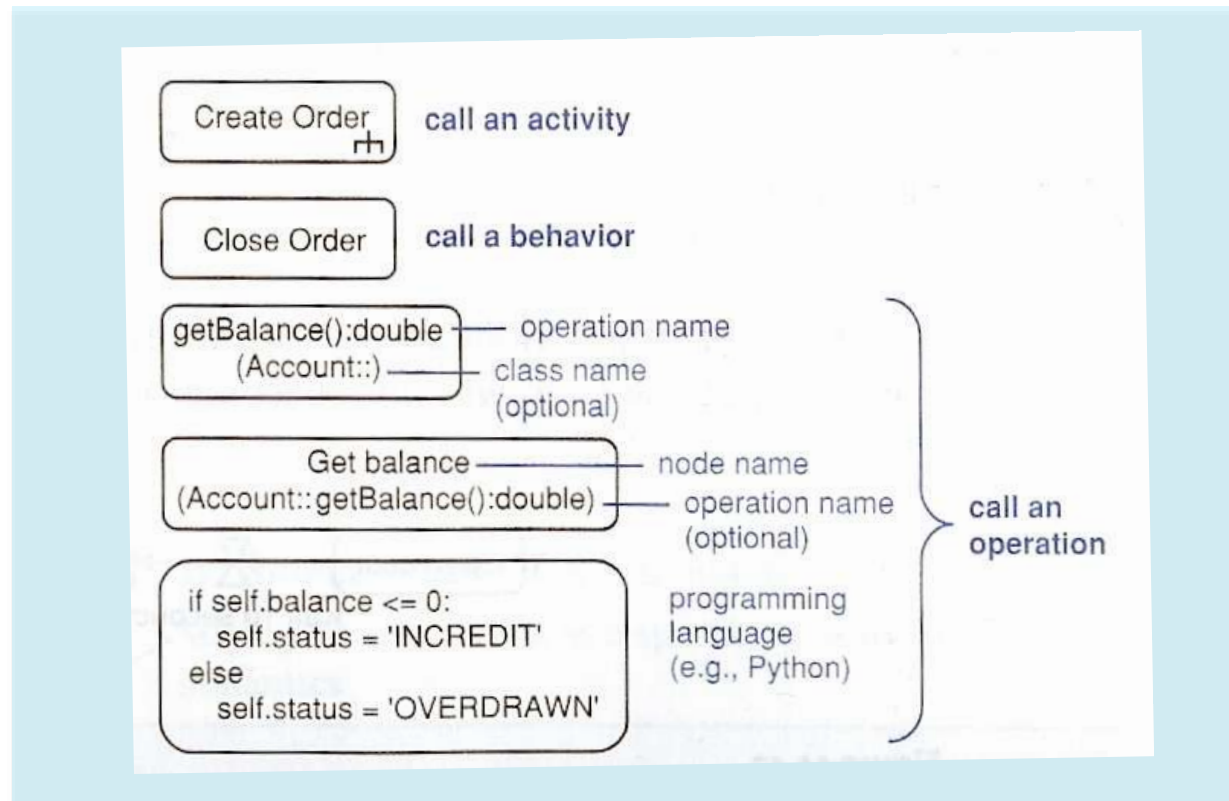 Create Order
call an activity
Close Order
call a behavior
getBalance():double
operation name
(Account::)
class name
(optional)
Get balance
node name
(Account::getBalance():double)
operation name
(optional)
call an
operation
if self.balance <= 0:
self.status = 'INCREDIT'
else
self.status = 'OVERDRAWN'
programming
language
(e.g., Python)